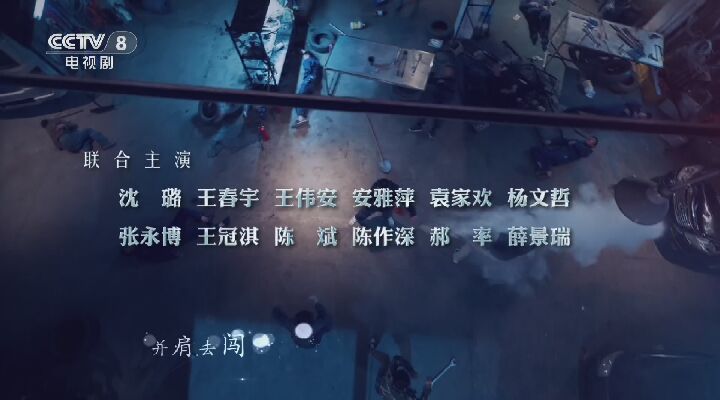 CCTV 8
电视剧
联合主演
沈 璐 王春宇 王伟安 安雅萍 袁家欢 杨文哲
张永博 王冠淇 陈 斌 陈作深 郝 率 薛景瑞
并肩去闯